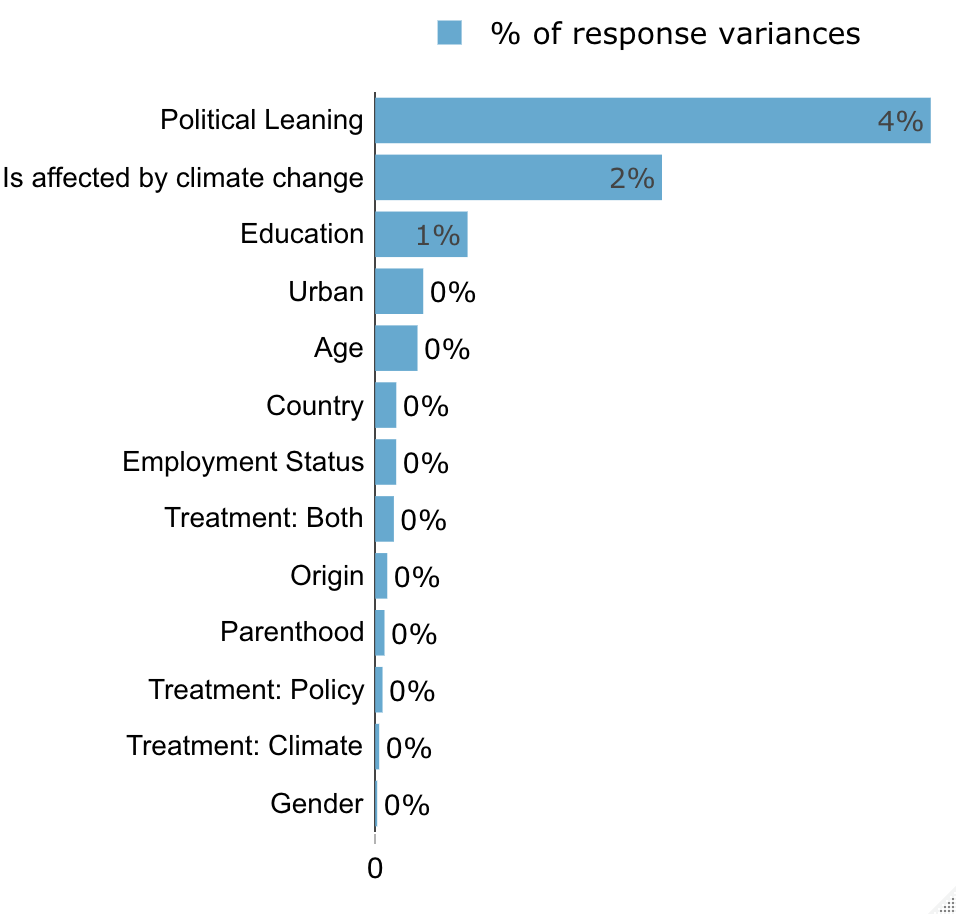 % of response variances
Political Leaning 4%
Is affected by climate change 2%
Education 1%
Urban 0%
Age 0%
Country 0%
Employment Status 0%
Treatment: Both 0%
Origin 0%
Parenthood 0%
Treatment: Policy 0%
Treatment: Climate 0%
Gender 0%
0